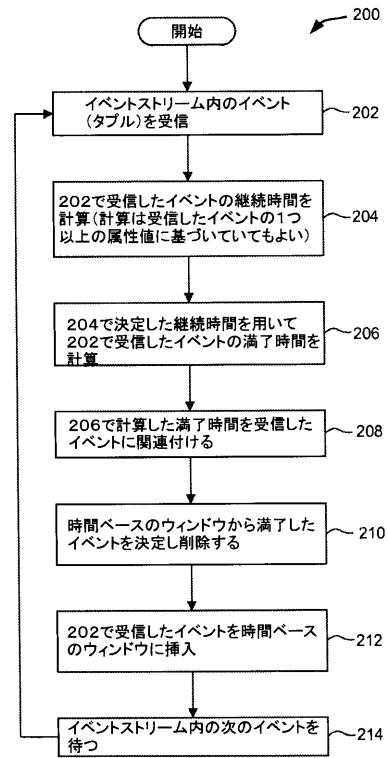 200
開始
イベントストリーム内のイベント
(タプル)を受信
202
202で受信したイベントの継続時間を
計算(計算は受信したイベントの1つ
以上の属性値に基づいていてもよい)
204
204で決定した継続時間を用いて
202で受信したイベントの満了時間を
計算
206
206で計算した満了時間を受信した
イベントに関連付ける
208
時間ベースのウィンドウから満了した
イベントを決定し削除する
210
202で受信したイベントを時間ベース
のウィンドウに挿入
212
イベントストリーム内の次のイベントを
待つ
214